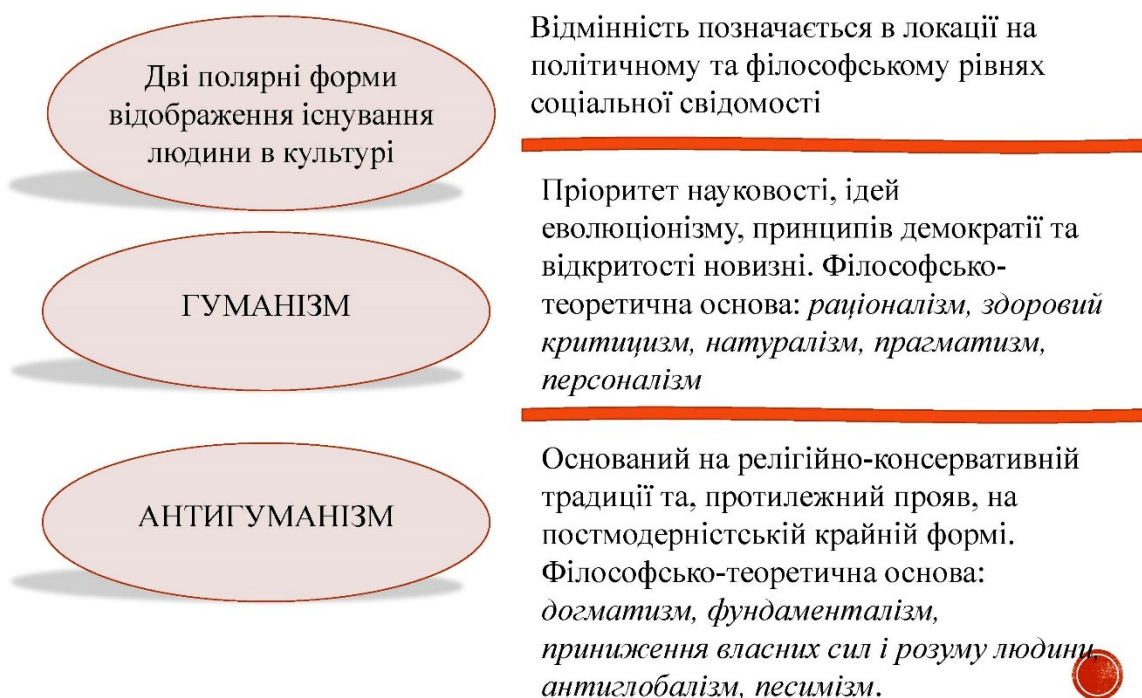 Дві полярні форми
відображення існування
людини в культурі
Відмінність позначається в локації на
політичному та філософському рівнях
соціальної свідомості
ГУМАНІЗМ
Пріоритет науковості, ідей
еволюціонізму, принципів демократії та
відкритості новизні. Філософсько-
теоретична основа: раціоналізм, здоровий
критицизм, натуралізм, прагматизм,
персоналізм
АНТИГУМАНІЗМ
Оснований на релігійно-консервативній
традиції та, протилежний прояв, на
постмодерністській крайній формі.
Філософсько-теоретична основа:
догматизм, фундаменталізм,
приниження власних сил і розуму людини,
антиглобалізм, песимізм.